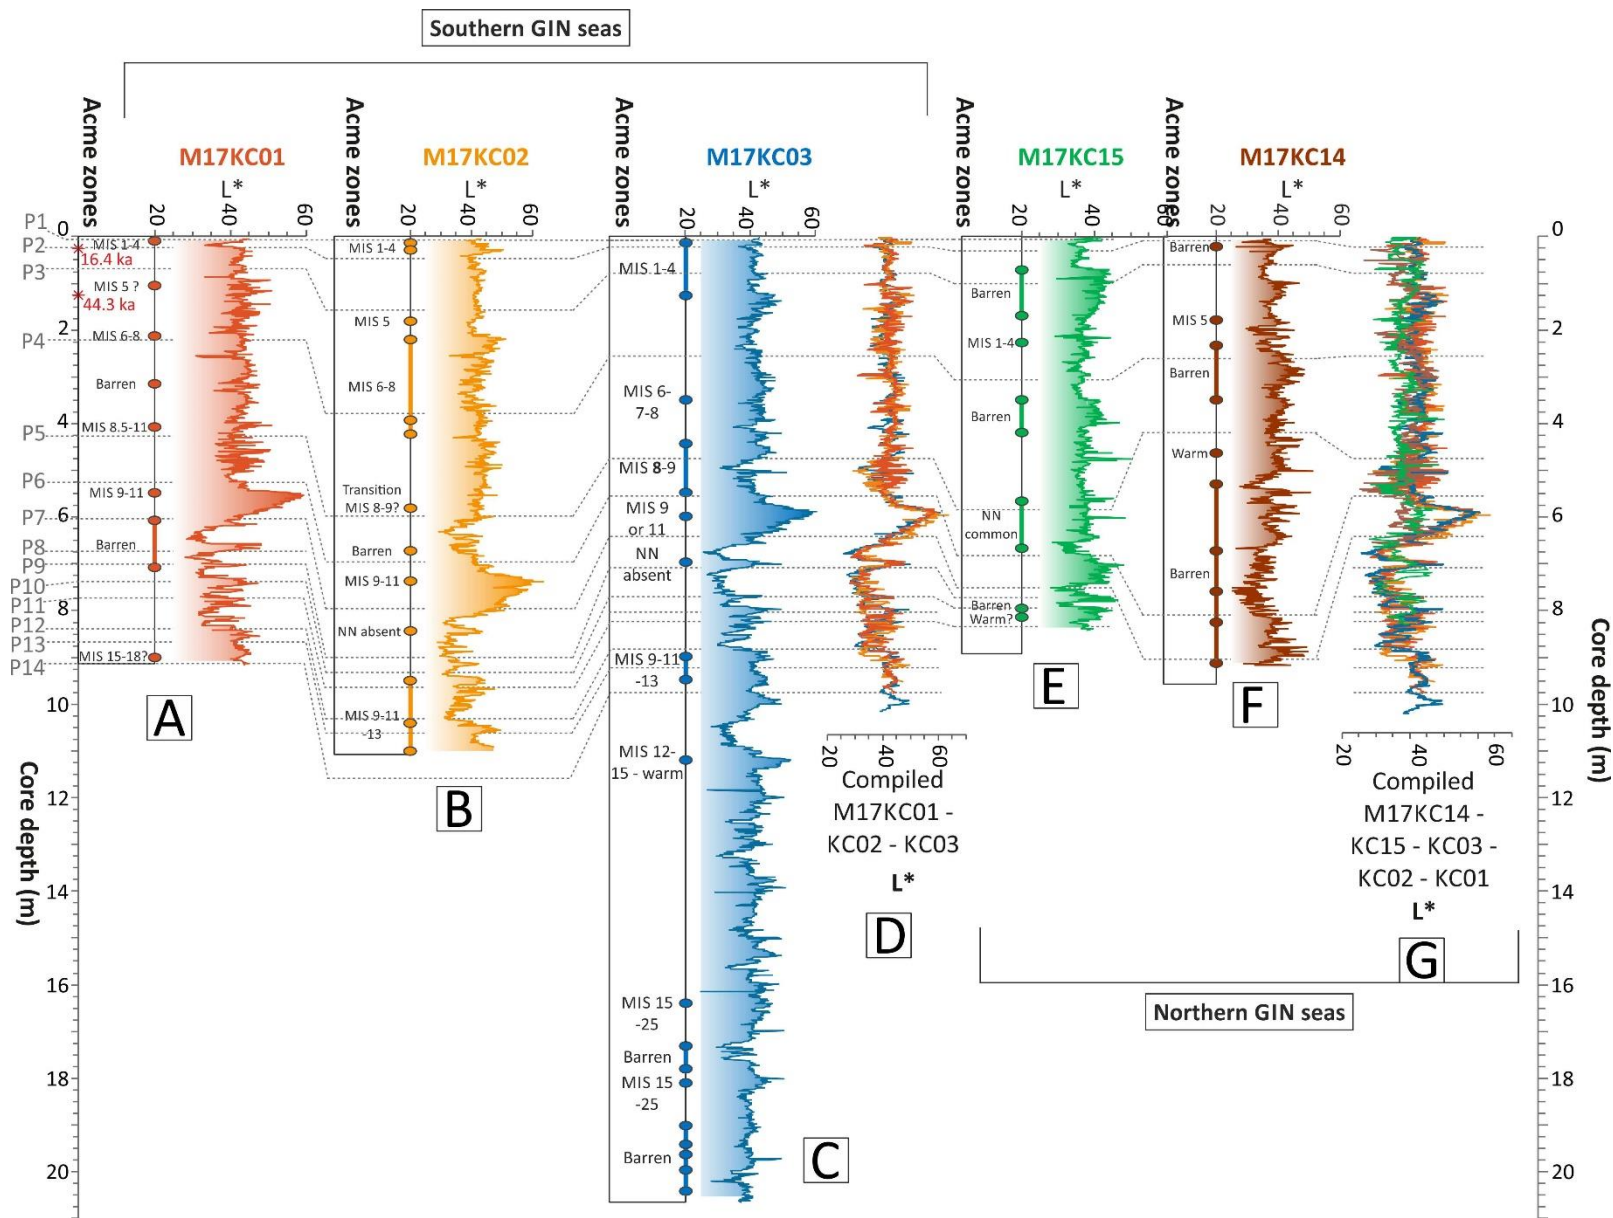 Southern GIN seas
Acme zones
M17KC01
L*
20
40
60
Acme zones
M17KC02
L*
20
40
60
Acme zones
M17KC03
L*
20
40
60
Acme zones
M17KC15
L*
20
40
60
Acme zones
M17KC14
L*
20
40
60
P1
P2
P3
P4
P5
P6
P7
P8
P9
P10
P11
P12
P13
P14
0
2
4
6
8
10
12
14
16
18
20
Core depth (m)
MIS 1-4
16.4 ka
MIS 5 ?
44.3 ka
MIS 6-8
Barren
MIS 8.5-11
MIS 9-11
Barren
MIS 15-18?
A
MIS 1-4
MIS 5
MIS 6-8
Transition
MIS 8-9?
Barren
MIS 9-11
NN absent
MIS 9-11
-13
B
MIS 1-4
MIS 6-
7-8
MIS 8-9
MIS 9
or 11
NN
absent
MIS 9-11
-13
MIS 12-
15 - warm
MIS 15
-25
Barren
MIS 15
-25
Barren
C
20
40
60
Compiled
M17KC01 -
KC02 - KC03
L*
D
Barren
MIS 1-4
Barren
NN
common
Barren
Warm?
E
Barren
MIS 5
Barren
Warm
Barren
F
20
40
60
Compiled
M17KC14 -
KC15 - KC03 -
KC02 - KC01
L*
G
Northern GIN seas
0
2
4
6
8
10
12
14
16
18
20
Core depth (m)